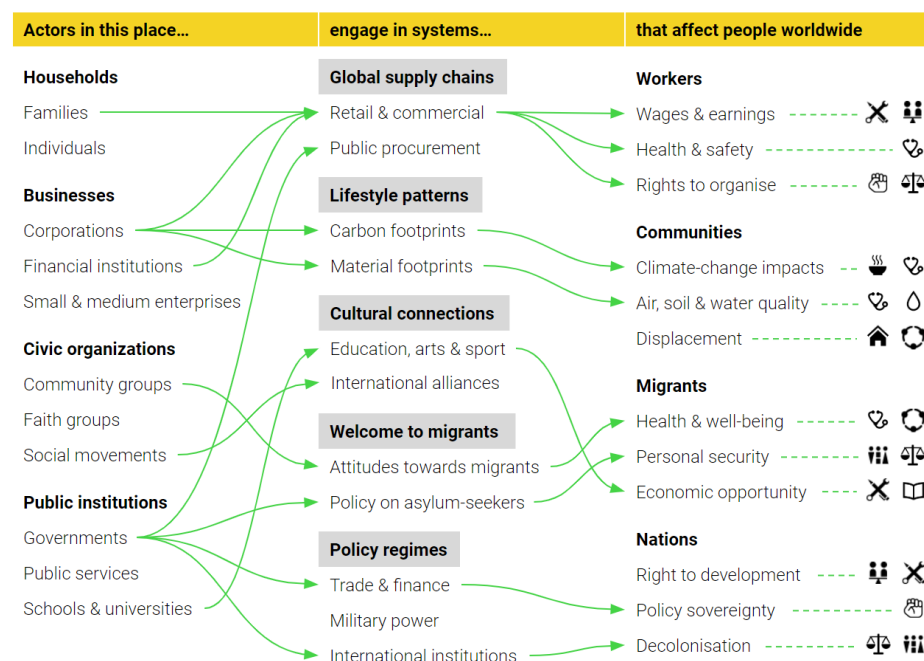 Actors in this place...
engage in systems...
that affect people worldwide
Households
Families
Individuals
Businesses
Corporations
Financial institutions
Small & medium enterprises
Civic organizations
Community groups
Faith groups
Social movements
Public institutions
Governments
Public services
Schools & universities
Global supply chains
Retail & commercial
Public procurement
Lifestyle patterns
Carbon footprints
Material footprints
Cultural connections
Education, arts & sport
International alliances
Welcome to migrants
Attitudes towards migrants
Policy on asylum-seekers
Policy regimes
Trade & finance
Military power
International institutions
Workers
Wages & earnings
Health & safety
Rights to organise
Communities
Climate-change impacts
Air, soil & water quality
Displacement
Migrants
Health & well-being
Personal security
Economic opportunity
Nations
Right to development
Policy sovereignty
Decolonisation